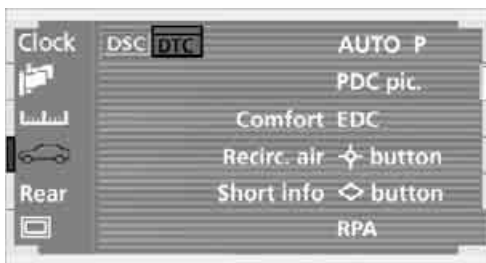 Clock DSC DTC AUTO P
PDC pic.
Comfort EDC
Recirc. air button
Short info button
Rear
RPA